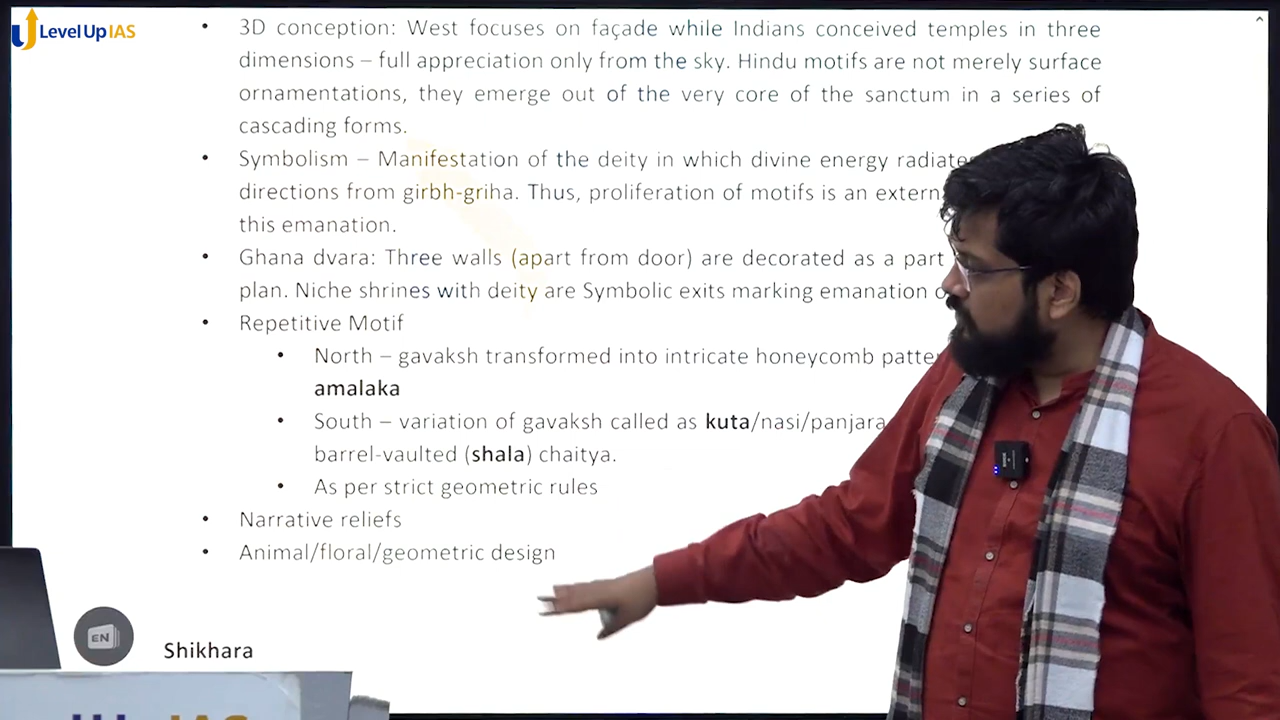 Level Up IAS
3D conception: West focuses on façade while Indians conceived temples in three
dimensions – full appreciation only from the sky. Hindu motifs are not merely surface
ornamentations, they emerge out of the very core of the sanctum in a series of
cascading forms.
Symbolism – Manifestation of the deity in which divine energy
directions from girbh-griha. Thus, proliferation of motifs is an
this emanation.
Ghana dvara: Three walls (apart from door) are decorated as a part
plan. Niche shrines with deity are Symbolic exits marking emanation
Repetitive Motif
North – gavaksh transformed into intricate honeycomb
amalaka
South – variation of gavaksh called as kuta/nasi/panjara
barrel-vaulted (shala) chaitya.
As per strict geometric rules
Narrative reliefs
Animal/floral/geometric design
EN
Shikhara